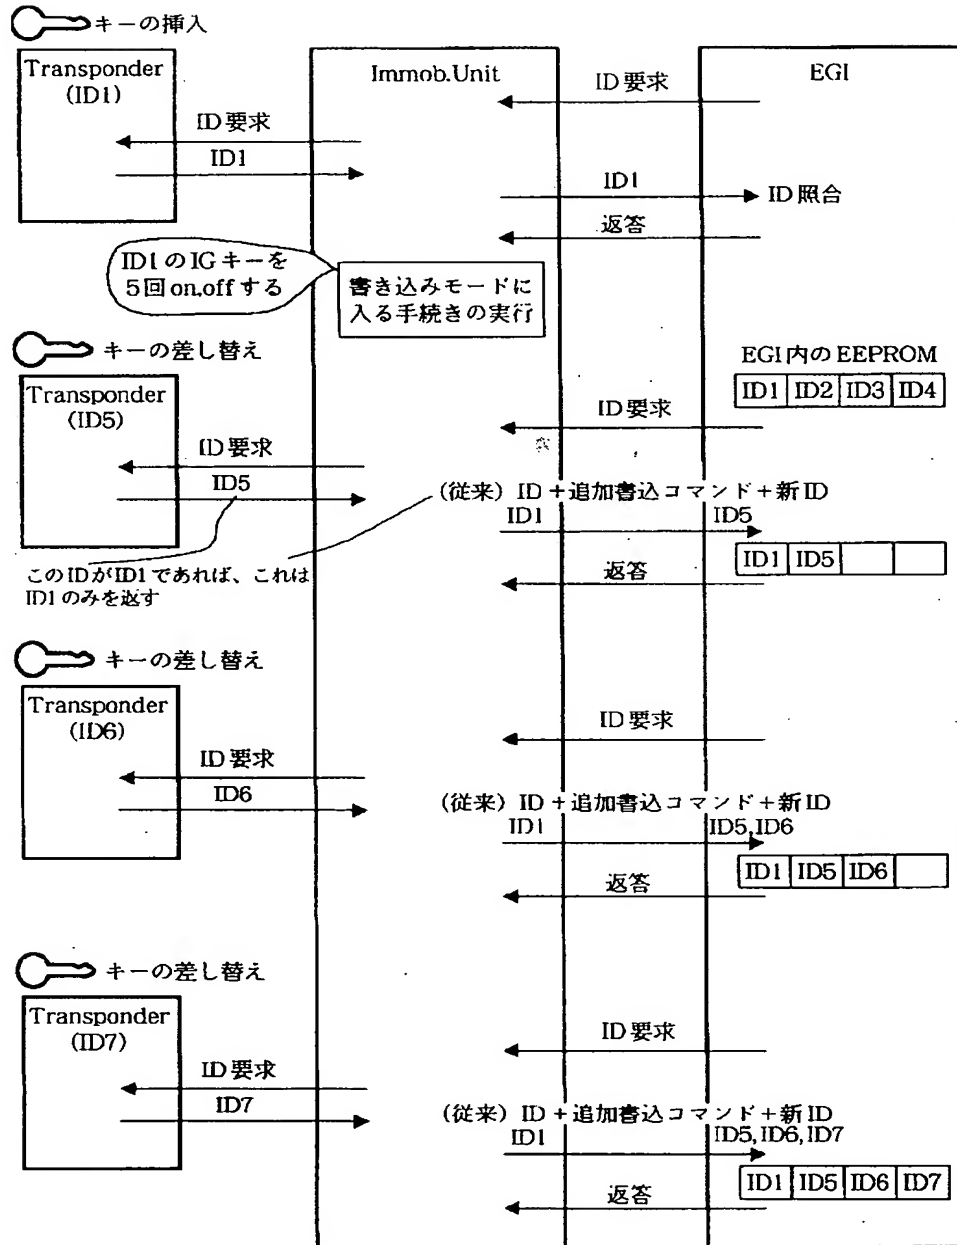 キーの挿入
Transponder
(ID1)
Immob.Unit
EGI
ID要求
ID要求
ID1
ID1
ID照合
返答
ID1のIGキーを
5回on,offする
書き込みモードに
入る手続きの実行
キーの差し替え
EGI内のEEPROM
ID1 ID2 ID3 ID4
Transponder
(ID5)
ID要求
ID要求
ID5
(従来) ID+追加書込コマンド+新ID
ID1 ID5
ID1 ID5
返答
このIDがID1であれば、これは
ID1のみを返す
キーの差し替え
Transponder
(ID6)
ID要求
ID要求
ID6
(従来) ID+追加書込コマンド+新ID
ID1 ID5,ID6
ID1 ID5 ID6
返答
キーの差し替え
Transponder
(ID7)
ID要求
ID要求
ID7
(従来) ID+追加書込コマンド+新ID
ID1 ID5,ID6,ID7
ID1 ID5 ID6 ID7
返答